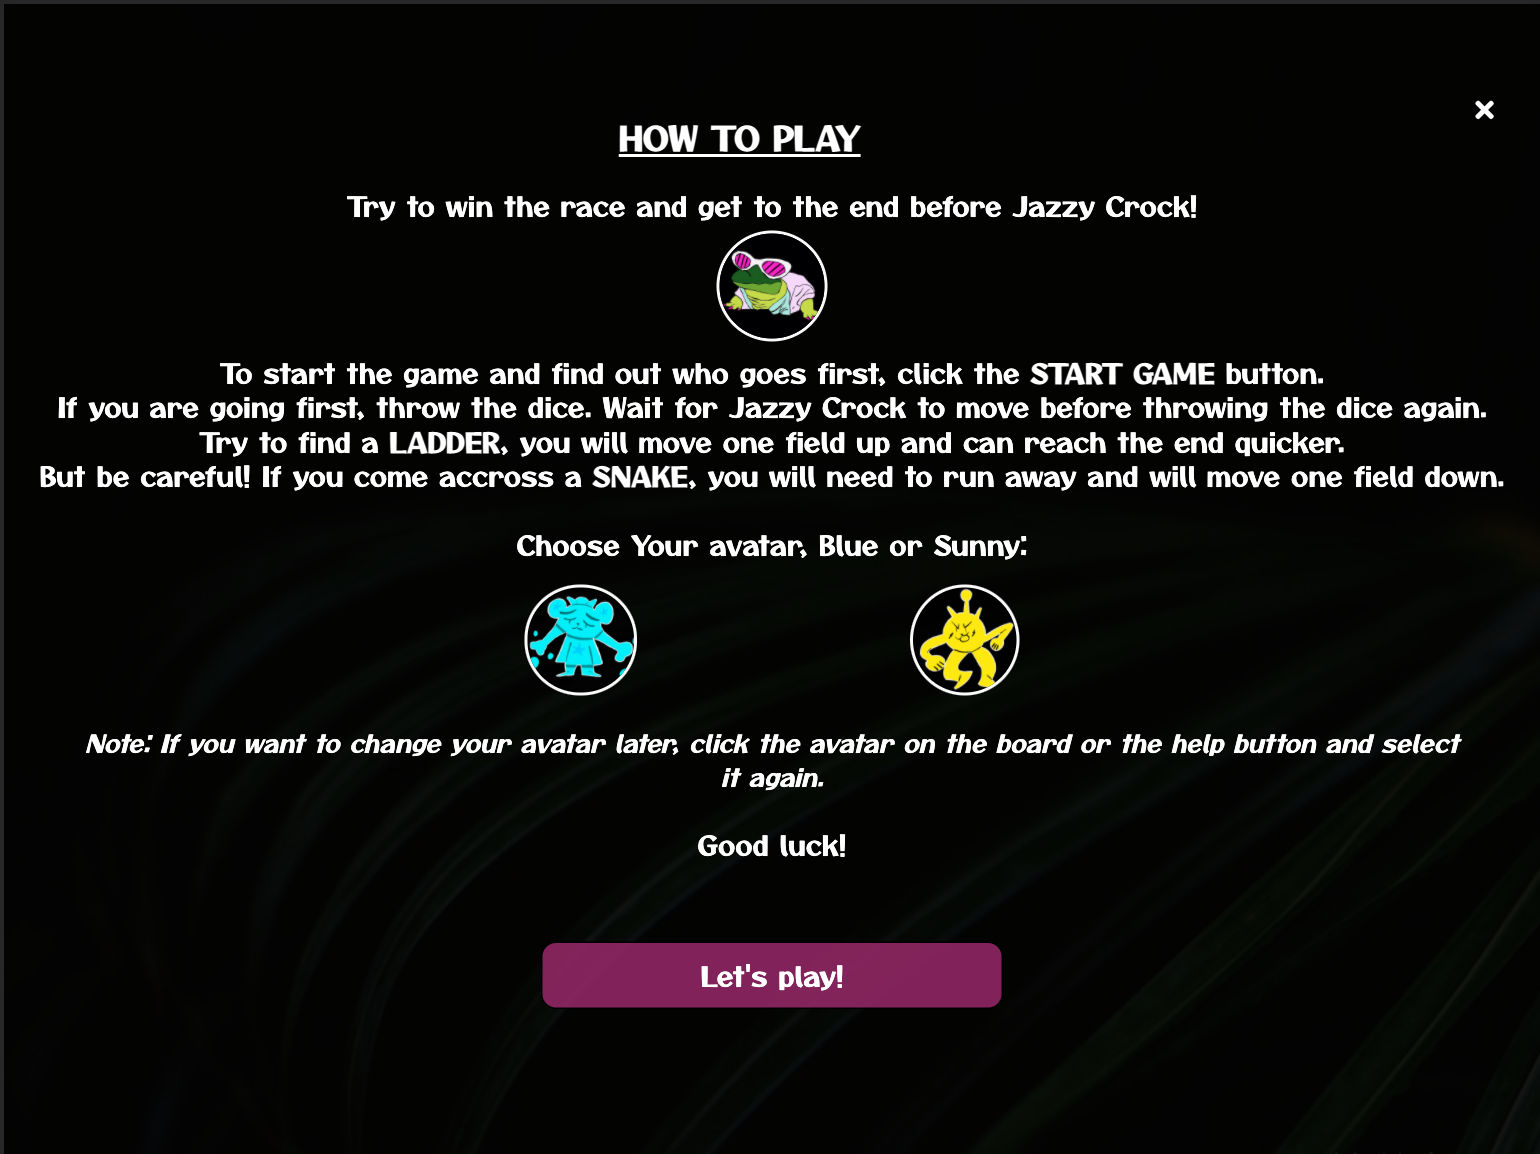 HOW TO PLAY
Try to win the race and get to the end before Jazzy Crock!
To start the game and find out who goes first, click the START GAME button.
If you are going first, throw the dice. Wait for Jazzy Crock to move before throwing the dice again.
Try to find a LADDER, you will move one field up and can reach the end quicker.
But be careful! If you come accross a SNAKE, you will need to run away and will move one field down.
Choose Your avatar, Blue or Sunny:
Note: If you want to change your avatar later, click the avatar on the board or the help button and select
it again.
Good luck!
Let's play!